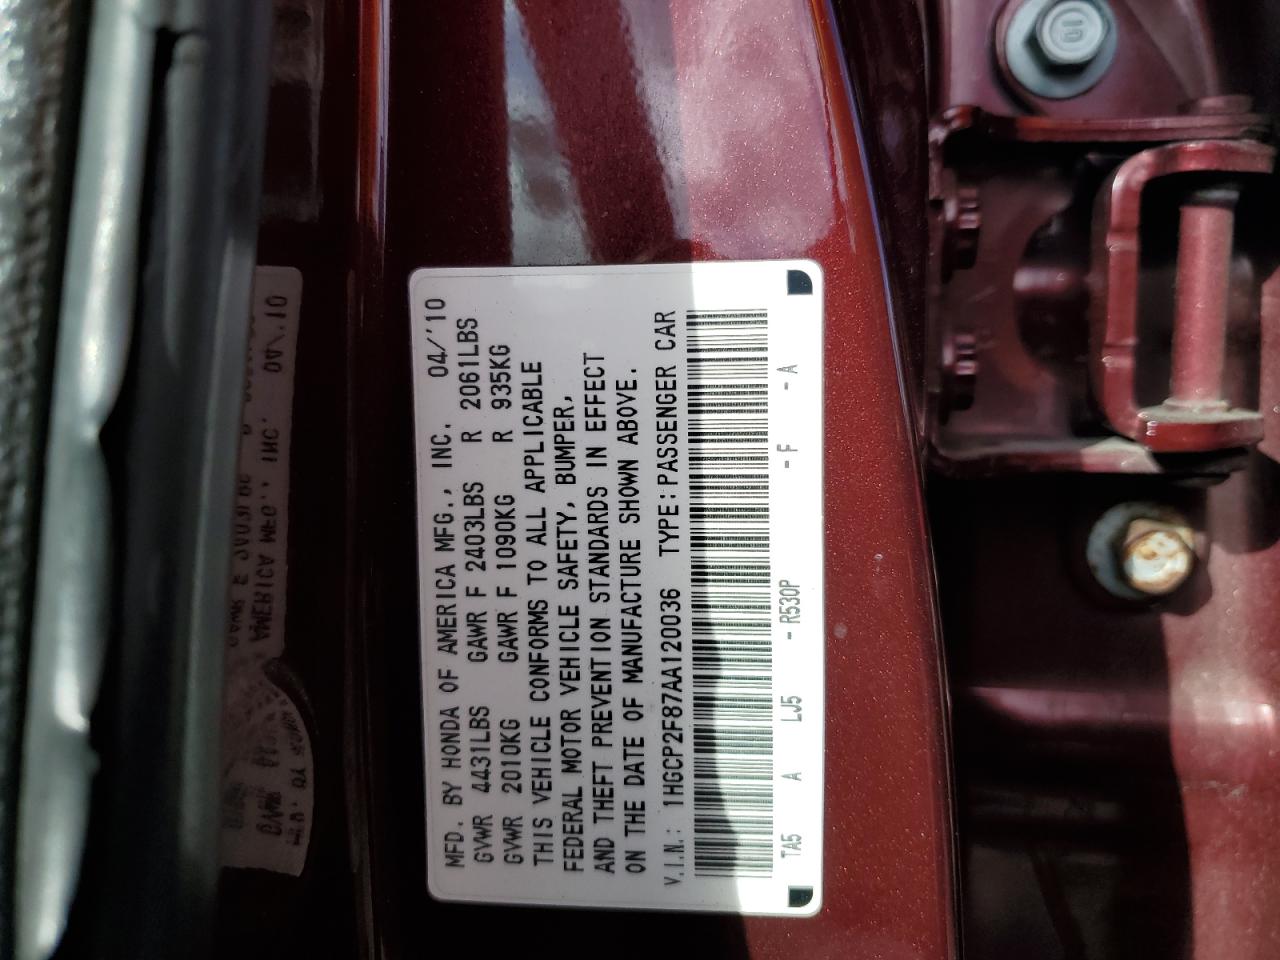 MFD. BY HONDA OF AMERICA MFG., INC. 04/'10
GVWR 4431LBS GAWR F 2403LBS R 2061LBS
GVWR 2010KG GAWR F 1090KG R 935KG
THIS VEHICLE CONFORMS TO ALL APPLICABLE
FEDERAL MOTOR VEHICLE SAFETY, BUMPER,
AND THEFT PREVENTION STANDARDS IN EFFECT
ON THE DATE OF MANUFACTURE SHOWN ABOVE.
V.I.N.: 1HGCP2F87AA120036 TYPE:PASSENGER CAR
TA5 A LJ5 - R530P - F - A